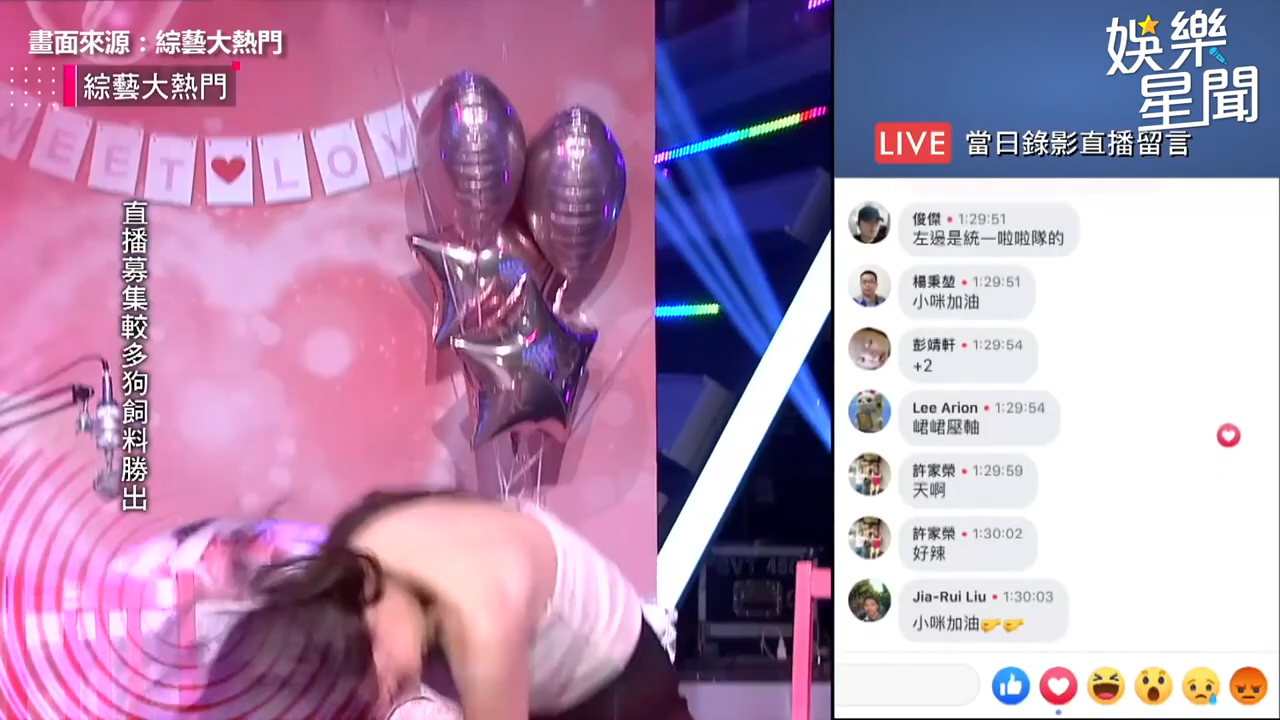 畫面來源：綜藝大熱門
綜藝大熱門
WEET LOV
直播募集較多狗飼料勝出
娛樂
星聞
LIVE 當日錄影直播留言
俊傑 • 1:29:51
左邊是統一啦啦隊的
楊秉堃 • 1:29:51
小咪加油
彭靖軒 • 1:29:54
+2
Lee Arion • 1:29:54
峮峮壓軸
許家榮 • 1:29:59
天啊
許家榮 • 1:30:02
好辣
Jia-Rui Liu • 1:30:03
小咪加油🤛🤛